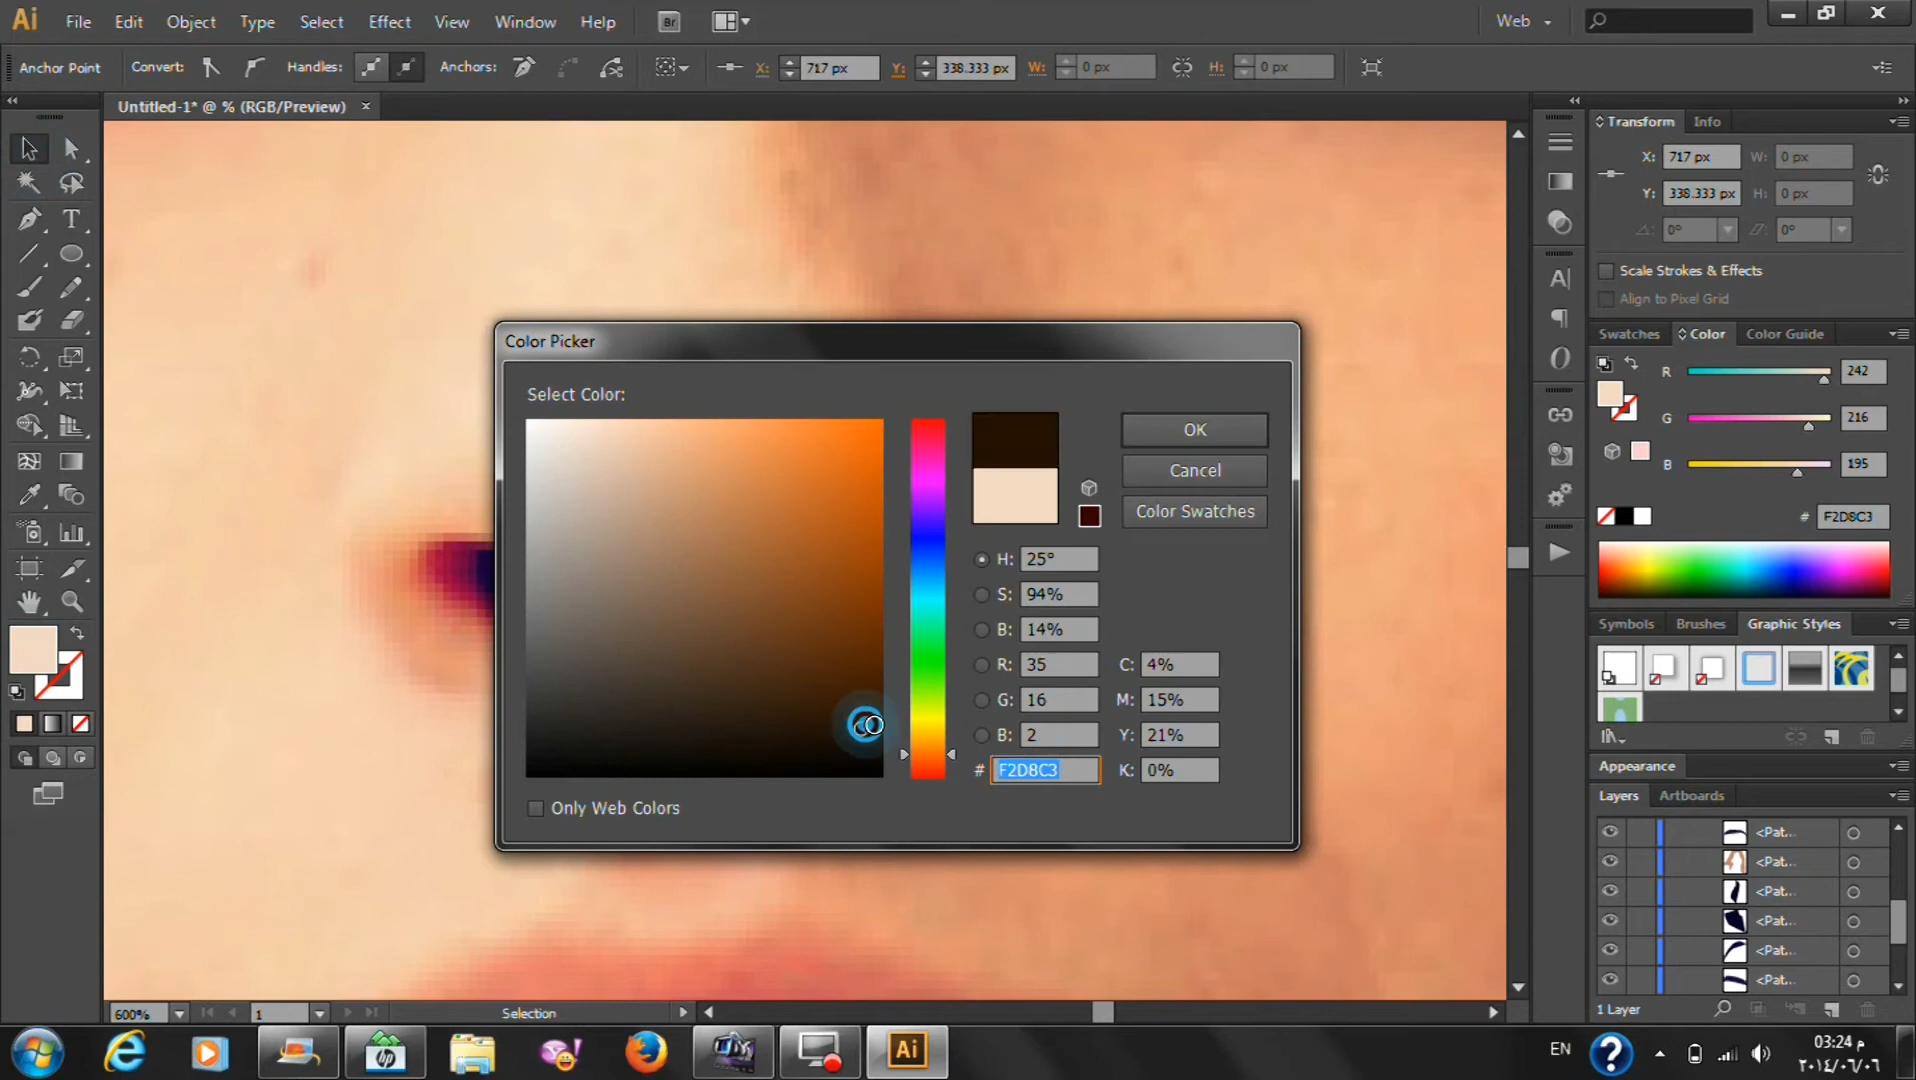 Ai File Edit Object Type Select Effect View Window Help Br Web
Anchor Point Convert: Handles: Anchors: X: 717 px Y: 338.333 px W: 0 px H: 0 px
Untitled-1* @ % (RGB/Preview) ×
Transform Info
X: 717 px W: 0 px
Y: 338.333 px H: 0 px
0° 0°
Scale Strokes & Effects
Align to Pixel Grid
Swatches Color Color Guide
R 242
G 216
B 195
# F2D8C3
Color Picker
Select Color:
OK
Cancel
Color Swatches
H: 25°
S: 94%
B: 14%
R: 35 C: 4%
G: 16 M: 15%
B: 2 Y: 21%
# F2D8C3 K: 0%
Only Web Colors
Symbols Brushes Graphic Styles
Appearance
Layers Artboards
<Pat...
<Pat...
<Pat...
<Pat...
<Pat...
<Pat...
1 Layer
600% 1 Selection
hp Ai EN
03:24 م
٢٠١٤/٠٦/٠٦